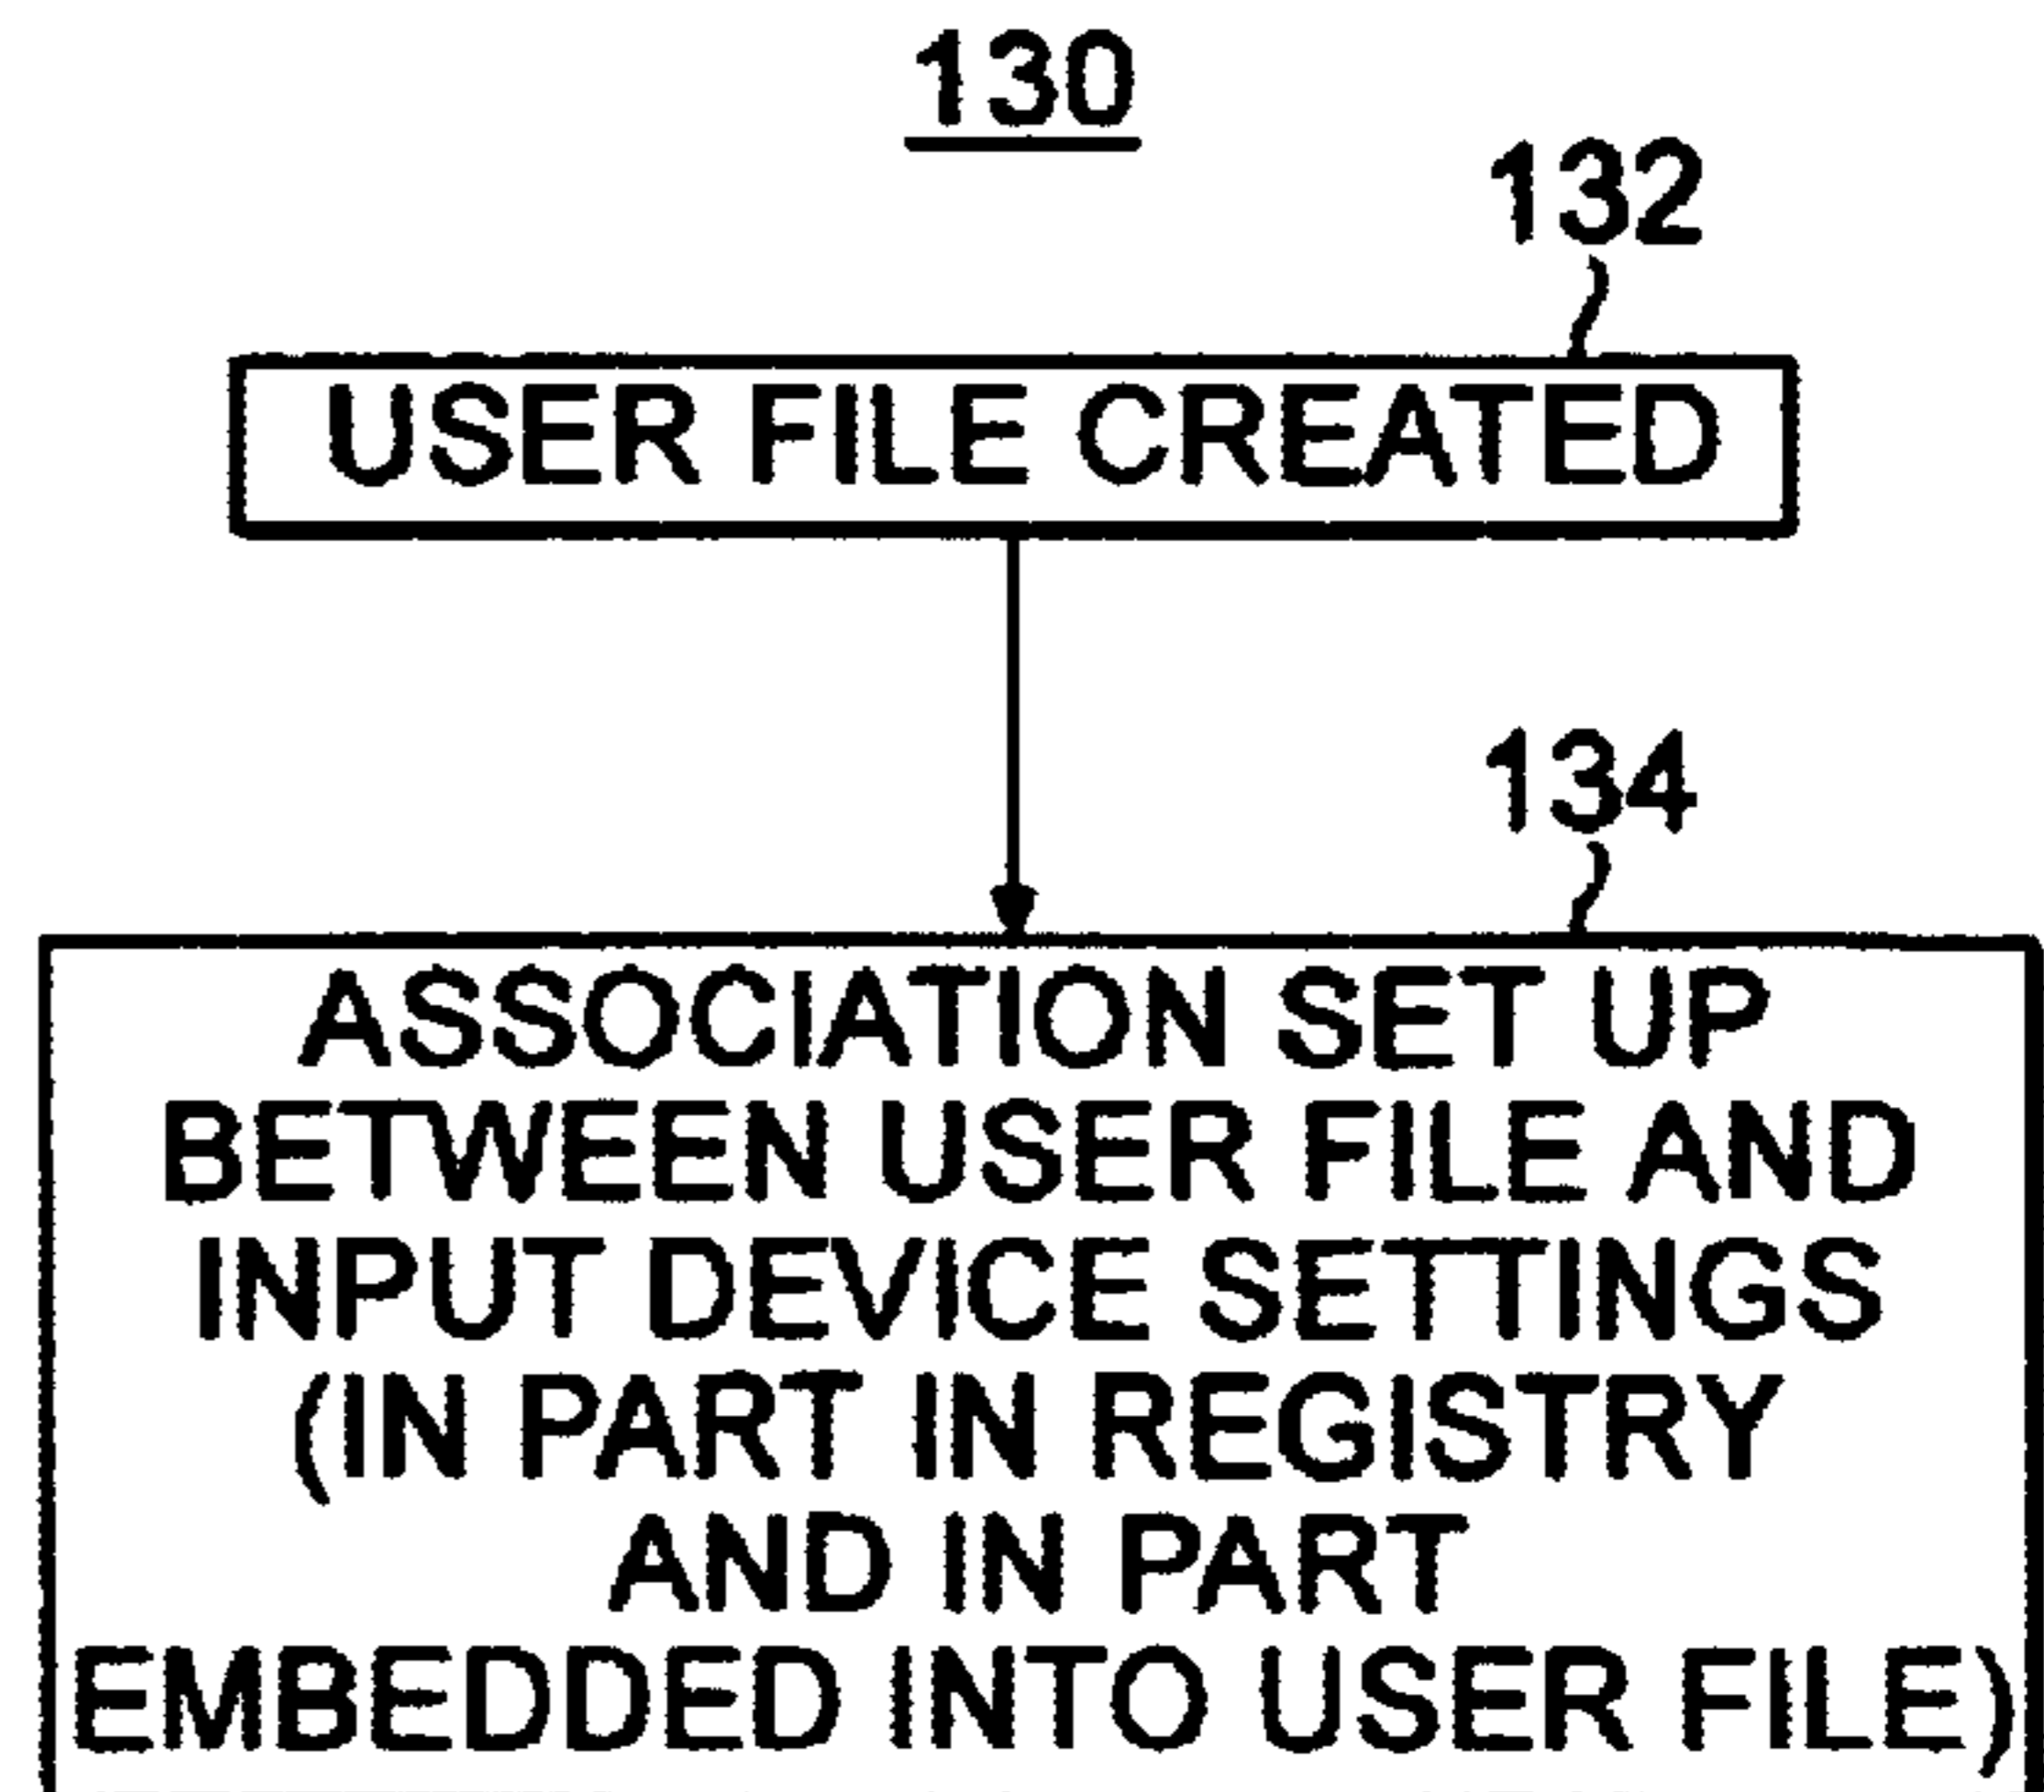 130
132
USER FILE CREATED
134
ASSOCIATION SET UP
BETWEEN USER FILE AND
INPUT DEVICE SETTINGS
(IN PART IN REGISTRY
AND IN PART
EMBEDDED INTO USER FILE)